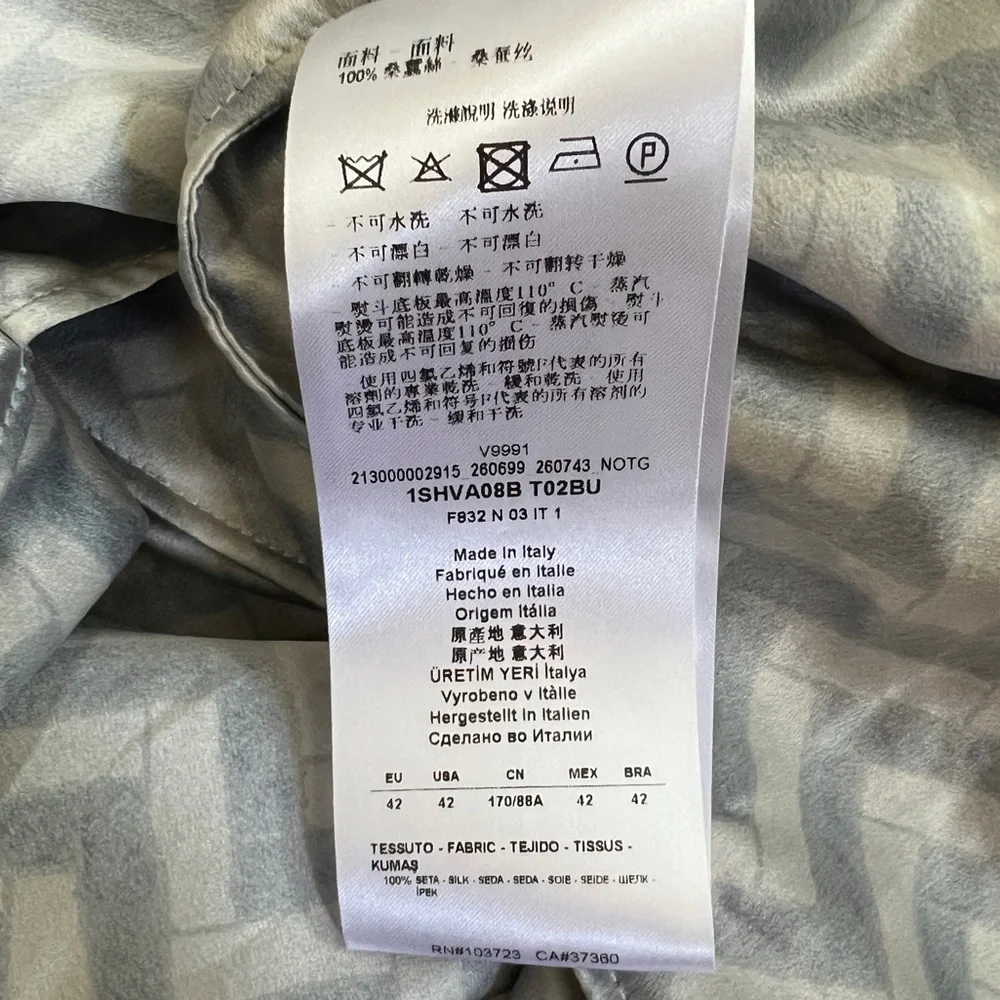 面料 - 面料
100% 桑蠶絲 - 桑蚕丝
洗滌說明 洗涤说明
P
- 不可水洗 - 不可水洗
- 不可漂白 - 不可漂白
- 不可翻轉乾燥 - 不可翻转干燥
- 熨斗底板最高溫度110° C - 蒸汽
熨燙可能造成不可回復的損傷 - 熨斗
底板最高温度110° C - 蒸汽熨烫可
能造成不可回复的损伤
- 使用四氯乙烯和符號P代表的所有
溶劑的專業乾洗 - 緩和乾洗 - 使用
四氯乙烯和符号P代表的所有溶剂的
专业干洗 - 缓和干洗
V9991
213000002915_260699_260743_NOTG
1SHVA08B T02BU
F832 N 03 IT 1
Made in Italy
Fabriqué en Italie
Hecho en Italia
Origem Itália
原產地 意大利
原产地 意大利
ÜRETİM YERİ İtalya
Vyrobeno v Itàlie
Hergestellt in Italien
Сделано во Италии
EU USA CN MEX BRA
42 42 170/88A 42 42
TESSUTO - FABRIC - TEJIDO - TISSUS -
KUMAŞ
100% SETA - SILK - SEDA - SEDA - SOIE - SEIDE - ШЕЛК -
İPEK
RN#103723 CA#37360